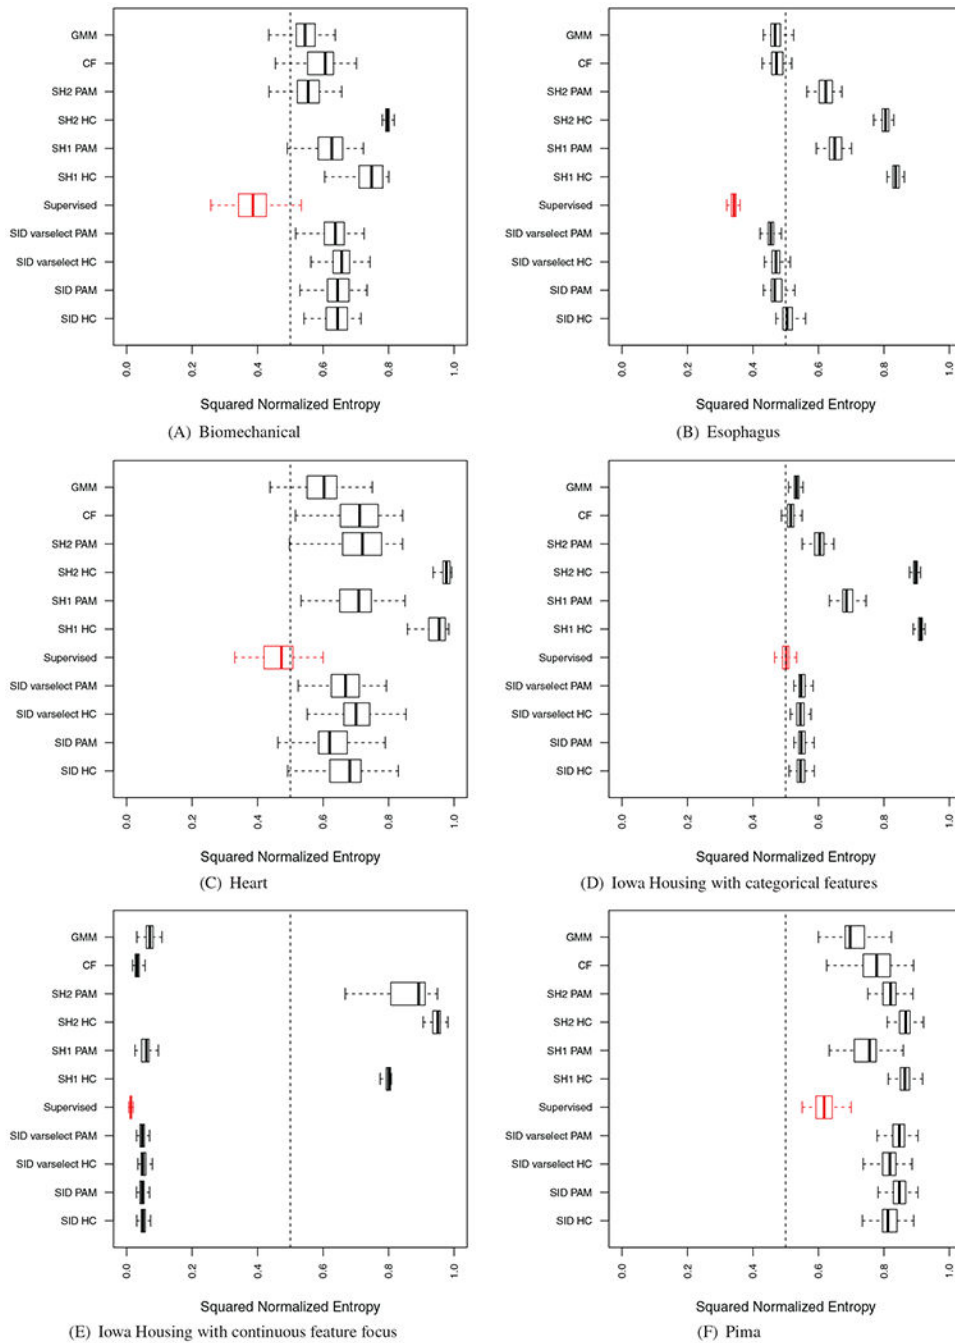 GMM
CF
SH2 PAM
SH2 HC
SH1 PAM
SH1 HC
Supervised
SID varselect PAM
SID varselect HC
SID PAM
SID HC
0.0 0.2 0.4 0.6 0.8 1.0
Squared Normalized Entropy
(A) Biomechanical
GMM
CF
SH2 PAM
SH2 HC
SH1 PAM
SH1 HC
Supervised
SID varselect PAM
SID varselect HC
SID PAM
SID HC
0.0 0.2 0.4 0.6 0.8 1.0
Squared Normalized Entropy
(B) Esophagus
GMM
CF
SH2 PAM
SH2 HC
SH1 PAM
SH1 HC
Supervised
SID varselect PAM
SID varselect HC
SID PAM
SID HC
0.0 0.2 0.4 0.6 0.8 1.0
Squared Normalized Entropy
(C) Heart
GMM
CF
SH2 PAM
SH2 HC
SH1 PAM
SH1 HC
Supervised
SID varselect PAM
SID varselect HC
SID PAM
SID HC
0.0 0.2 0.4 0.6 0.8 1.0
Squared Normalized Entropy
(D) Iowa Housing with categorical features
GMM
CF
SH2 PAM
SH2 HC
SH1 PAM
SH1 HC
Supervised
SID varselect PAM
SID varselect HC
SID PAM
SID HC
0.0 0.2 0.4 0.6 0.8 1.0
Squared Normalized Entropy
(E) Iowa Housing with continuous feature focus
GMM
CF
SH2 PAM
SH2 HC
SH1 PAM
SH1 HC
Supervised
SID varselect PAM
SID varselect HC
SID PAM
SID HC
0.0 0.2 0.4 0.6 0.8 1.0
Squared Normalized Entropy
(F) Pima